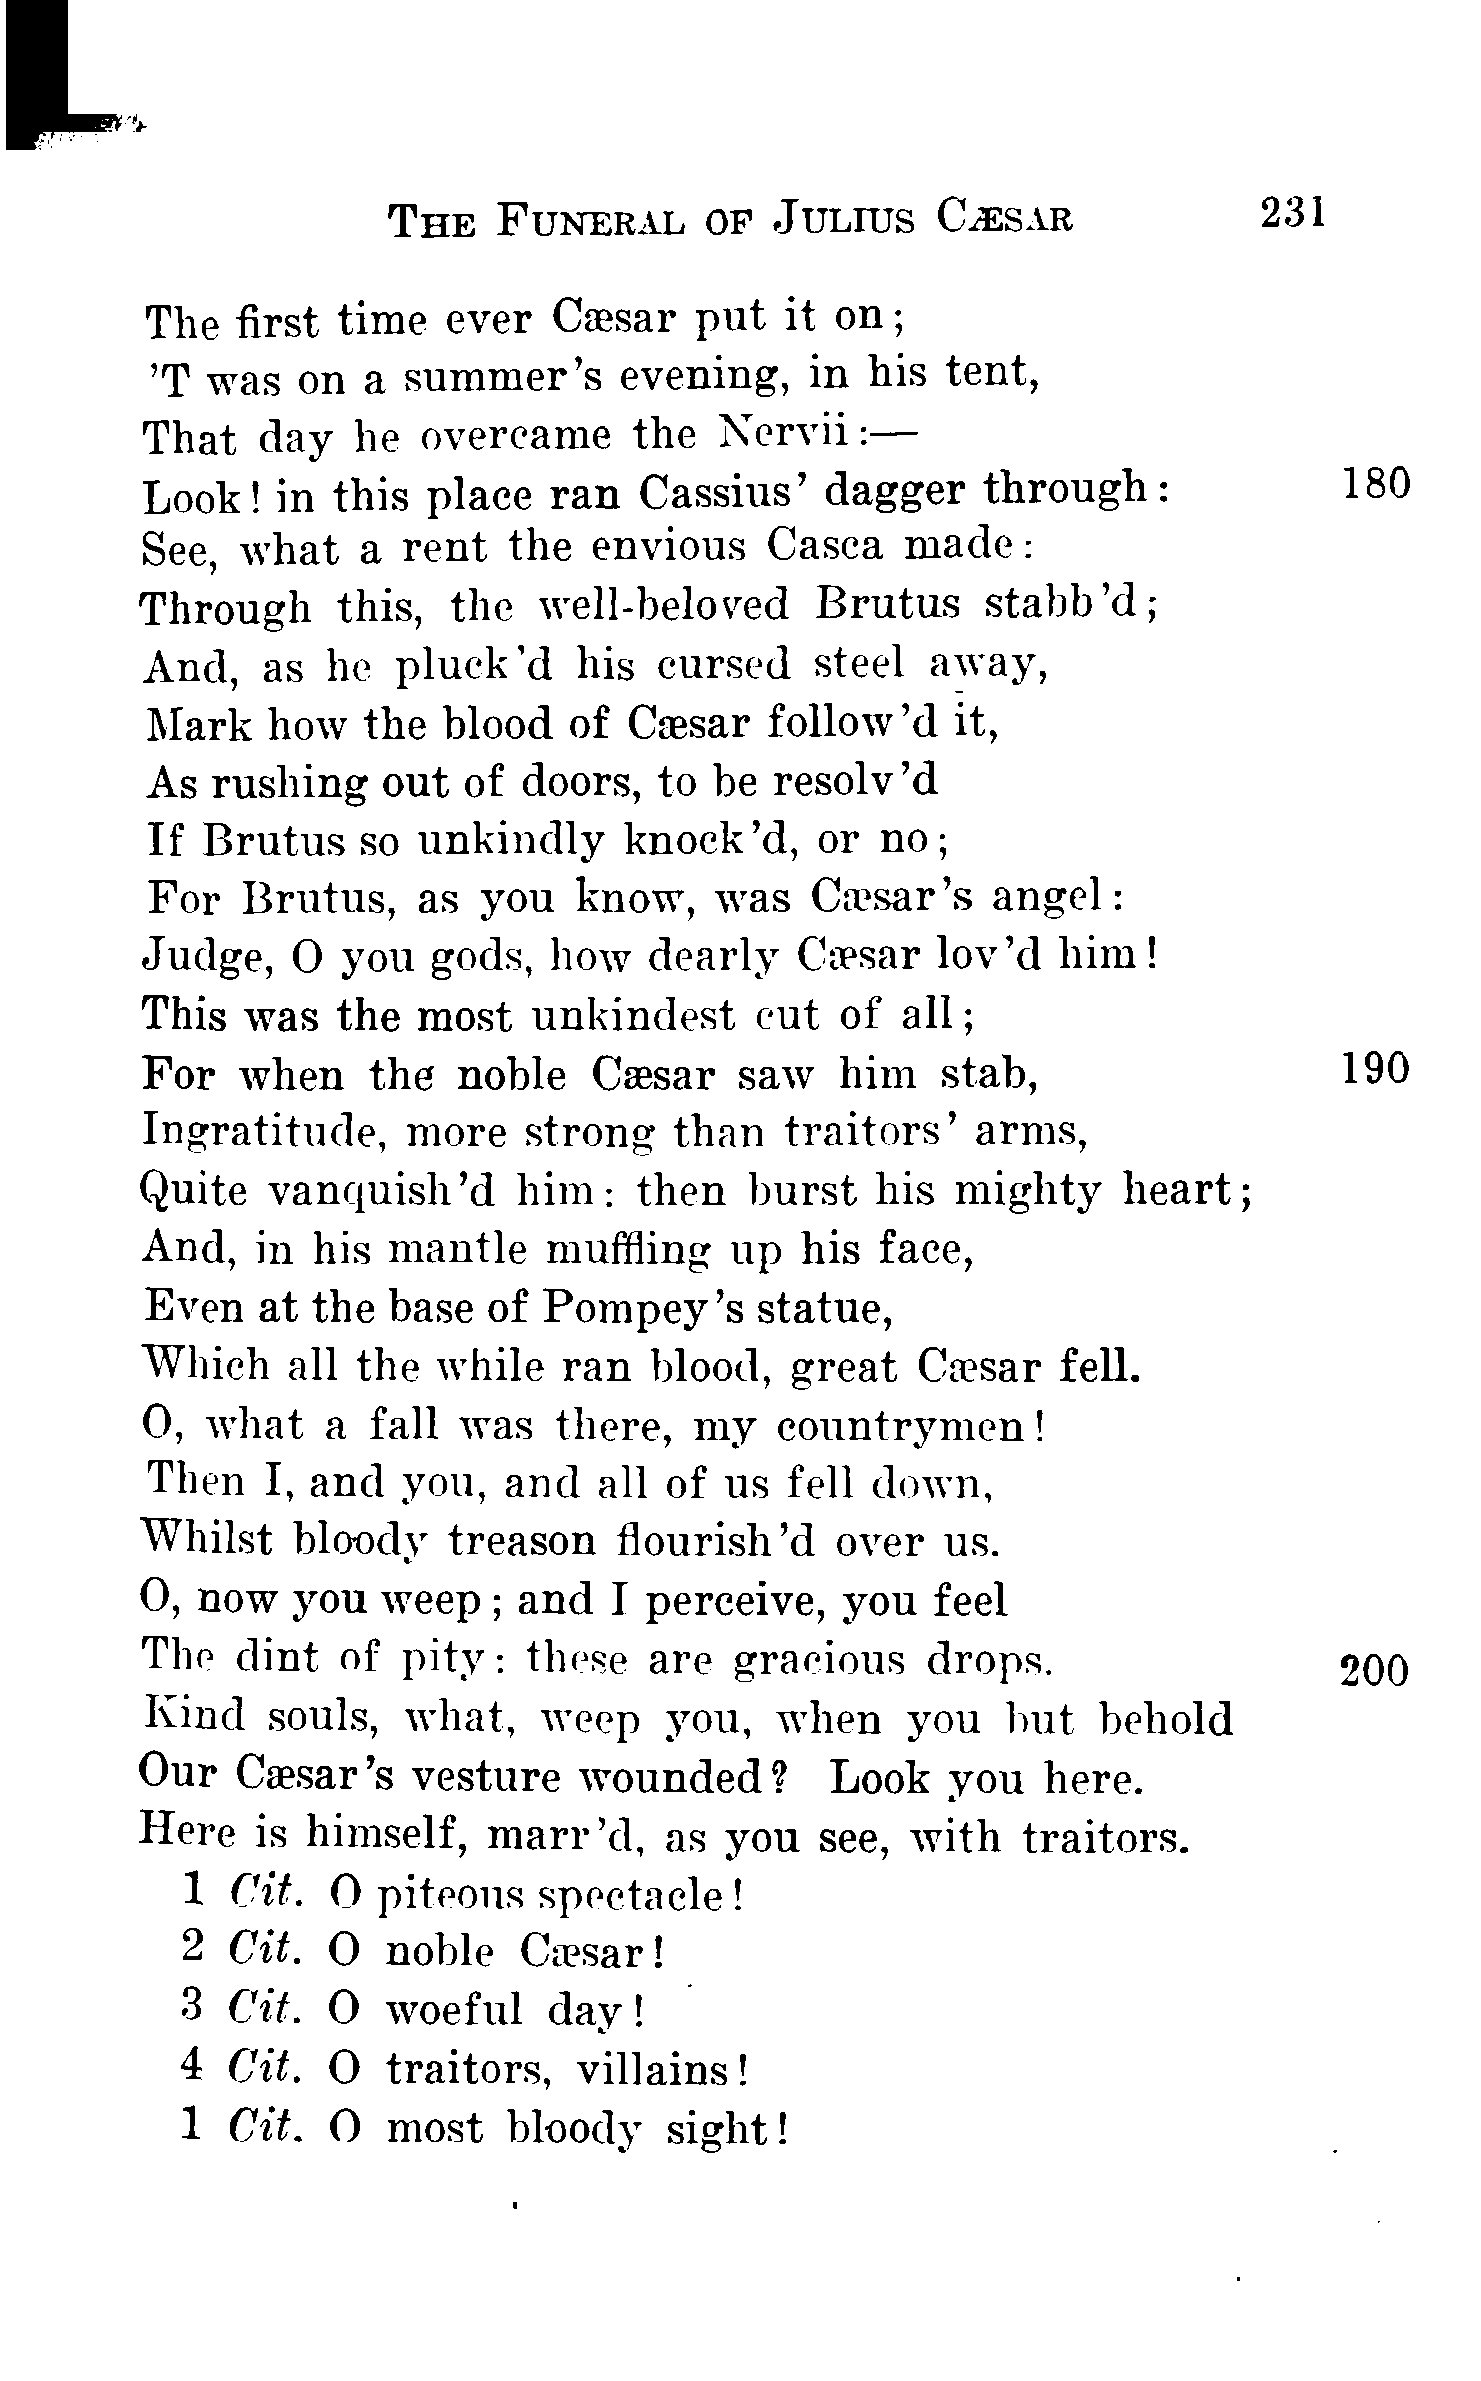 THE FUNERAL OF JULIUS CÆSAR 231
The first time ever Cæsar put it on;
'T was on a summer's evening, in his tent,
That day he overcame the Nervii:—
Look! in this place ran Cassius' dagger through: 180
See, what a rent the envious Casca made:
Through this, the well-beloved Brutus stabb'd;
And, as he pluck'd his cursed steel away,
Mark how the blood of Cæsar follow'd it,
As rushing out of doors, to be resolv'd
If Brutus so unkindly knock'd, or no;
For Brutus, as you know, was Cæsar's angel:
Judge, O you gods, how dearly Cæsar lov'd him!
This was the most unkindest cut of all;
For when the noble Cæsar saw him stab, 190
Ingratitude, more strong than traitors' arms,
Quite vanquish'd him: then burst his mighty heart;
And, in his mantle muffling up his face,
Even at the base of Pompey's statue,
Which all the while ran blood, great Cæsar fell.
O, what a fall was there, my countrymen!
Then I, and you, and all of us fell down,
Whilst bloody treason flourish'd over us.
O, now you weep; and I perceive, you feel
The dint of pity: these are gracious drops. 200
Kind souls, what, weep you, when you but behold
Our Cæsar's vesture wounded? Look you here.
Here is himself, marr'd, as you see, with traitors.
1 Cit. O piteous spectacle!
2 Cit. O noble Cæsar!
3 Cit. O woeful day!
4 Cit. O traitors, villains!
1 Cit. O most bloody sight!